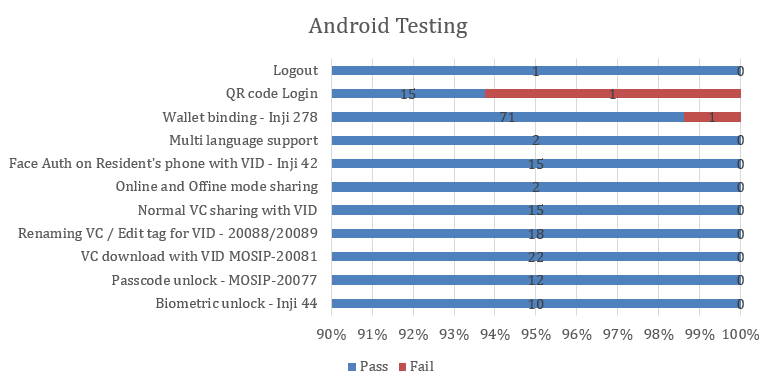 Android Testing
Logout 1 0
QR code Login 15 1
Wallet binding - Inji 278 71 1
Multi language support 2 0
Face Auth on Resident's phone with VID - Inji 42 15 0
Online and Offine mode sharing 2 0
Normal VC sharing with VID 15 0
Renaming VC / Edit tag for VID - 20088/20089 18 0
VC download with VID MOSIP-20081 22 0
Passcode unlock - MOSIP-20077 12 0
Biometric unlock - Inji 44 10 0
90% 91% 92% 93% 94% 95% 96% 97% 98% 99% 100%
Pass Fail